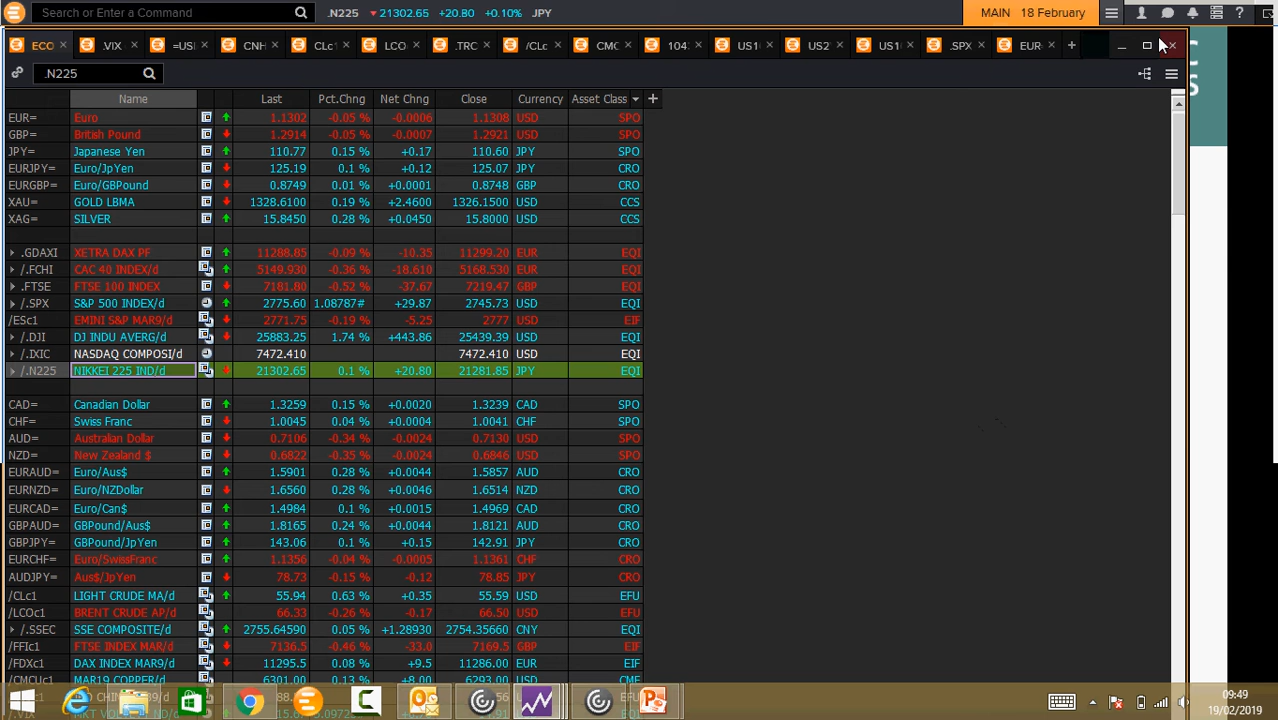 Search or Enter a Command .N225 21302.65 +20.80 +0.10% JPY MAIN 18 February ?
ECO × .VIX × =USI × CNH × CLc1 × LCO × .TRC × /CLc × CMC × 104 × US1 × US2 × US1 × .SPX × EUR × +
C
S
.N225
Name Last Pct.Chng Net Chng Close Currency Asset Class +
EUR= Euro 1.1302 -0.05 % -0.0006 1.1308 USD SPO
GBP= British Pound 1.2914 -0.05 % -0.0007 1.2921 USD SPO
JPY= Japanese Yen 110.77 0.15 % +0.17 110.60 JPY SPO
EURJPY= Euro/JpYen 125.19 0.1 % +0.12 125.07 JPY CRO
EURGBP= Euro/GBPound 0.8749 0.01 % +0.0001 0.8748 GBP CRO
XAU= GOLD LBMA 1328.6100 0.19 % +2.4600 1326.1500 USD CCS
XAG= SILVER 15.8450 0.28 % +0.0450 15.8000 USD CCS
.GDAXI XETRA DAX PF 11288.85 -0.09 % -10.35 11299.20 EUR EQI
/.FCHI CAC 40 INDEX/d 5149.930 -0.36 % -18.610 5168.530 EUR EQI
.FTSE FTSE 100 INDEX 7181.80 -0.52 % -37.67 7219.47 GBP EQI
/.SPX S&P 500 INDEX/d 2775.60 1.08787# +29.87 2745.73 USD EQI
/ESc1 EMINI S&P MAR9/d 2771.75 -0.19 % -5.25 2777 USD EIF
/.DJI DJ INDU AVERG/d 25883.25 1.74 % +443.86 25439.39 USD EQI
/.IXIC NASDAQ COMPOSI/d 7472.410 7472.410 USD EQI
/.N225 NIKKEI 225 IND/d 21302.65 0.1 % +20.80 21281.85 JPY EQI
CAD= Canadian Dollar 1.3259 0.15 % +0.0020 1.3239 CAD SPO
CHF= Swiss Franc 1.0045 0.04 % +0.0004 1.0041 CHF SPO
AUD= Australian Dollar 0.7106 -0.34 % -0.0024 0.7130 USD SPO
NZD= New Zealand $ 0.6822 -0.35 % -0.0024 0.6846 USD SPO
EURAUD= Euro/Aus$ 1.5901 0.28 % +0.0044 1.5857 AUD CRO
EURNZD= Euro/NZDollar 1.6560 0.28 % +0.0046 1.6514 NZD CRO
EURCAD= Euro/Can$ 1.4984 0.1 % +0.0015 1.4969 CAD CRO
GBPAUD= GBPound/Aus$ 1.8165 0.24 % +0.0044 1.8121 AUD CRO
GBPJPY= GBPound/JpYen 143.06 0.1 % +0.15 142.91 JPY CRO
EURCHF= Euro/SwissFranc 1.1356 -0.04 % -0.0005 1.1361 CHF CRO
AUDJPY= Aus$/JpYen 78.73 -0.15 % -0.12 78.85 JPY CRO
/CLc1 LIGHT CRUDE MA/d 55.94 0.63 % +0.35 55.59 USD EFU
/LCOc1 BRENT CRUDE AP/d 66.33 -0.26 % -0.17 66.50 USD EFU
/.SSEC SSE COMPOSITE/d 2755.64590 0.05 % +1.28930 2754.35660 CNY EQI
/FFIc1 FTSE INDEX MAR/d 7136.5 -0.46 % -33.0 7169.5 GBP EIF
/FDXc1 DAX INDEX MAR9/d 11295.5 0.08 % +9.5 11286.00 EUR EIF
/CMCUc1 MAR19 COPPER/d 6301.00 0.13 % +8.00 6293.00 USD CMF
09:49
19/02/2019